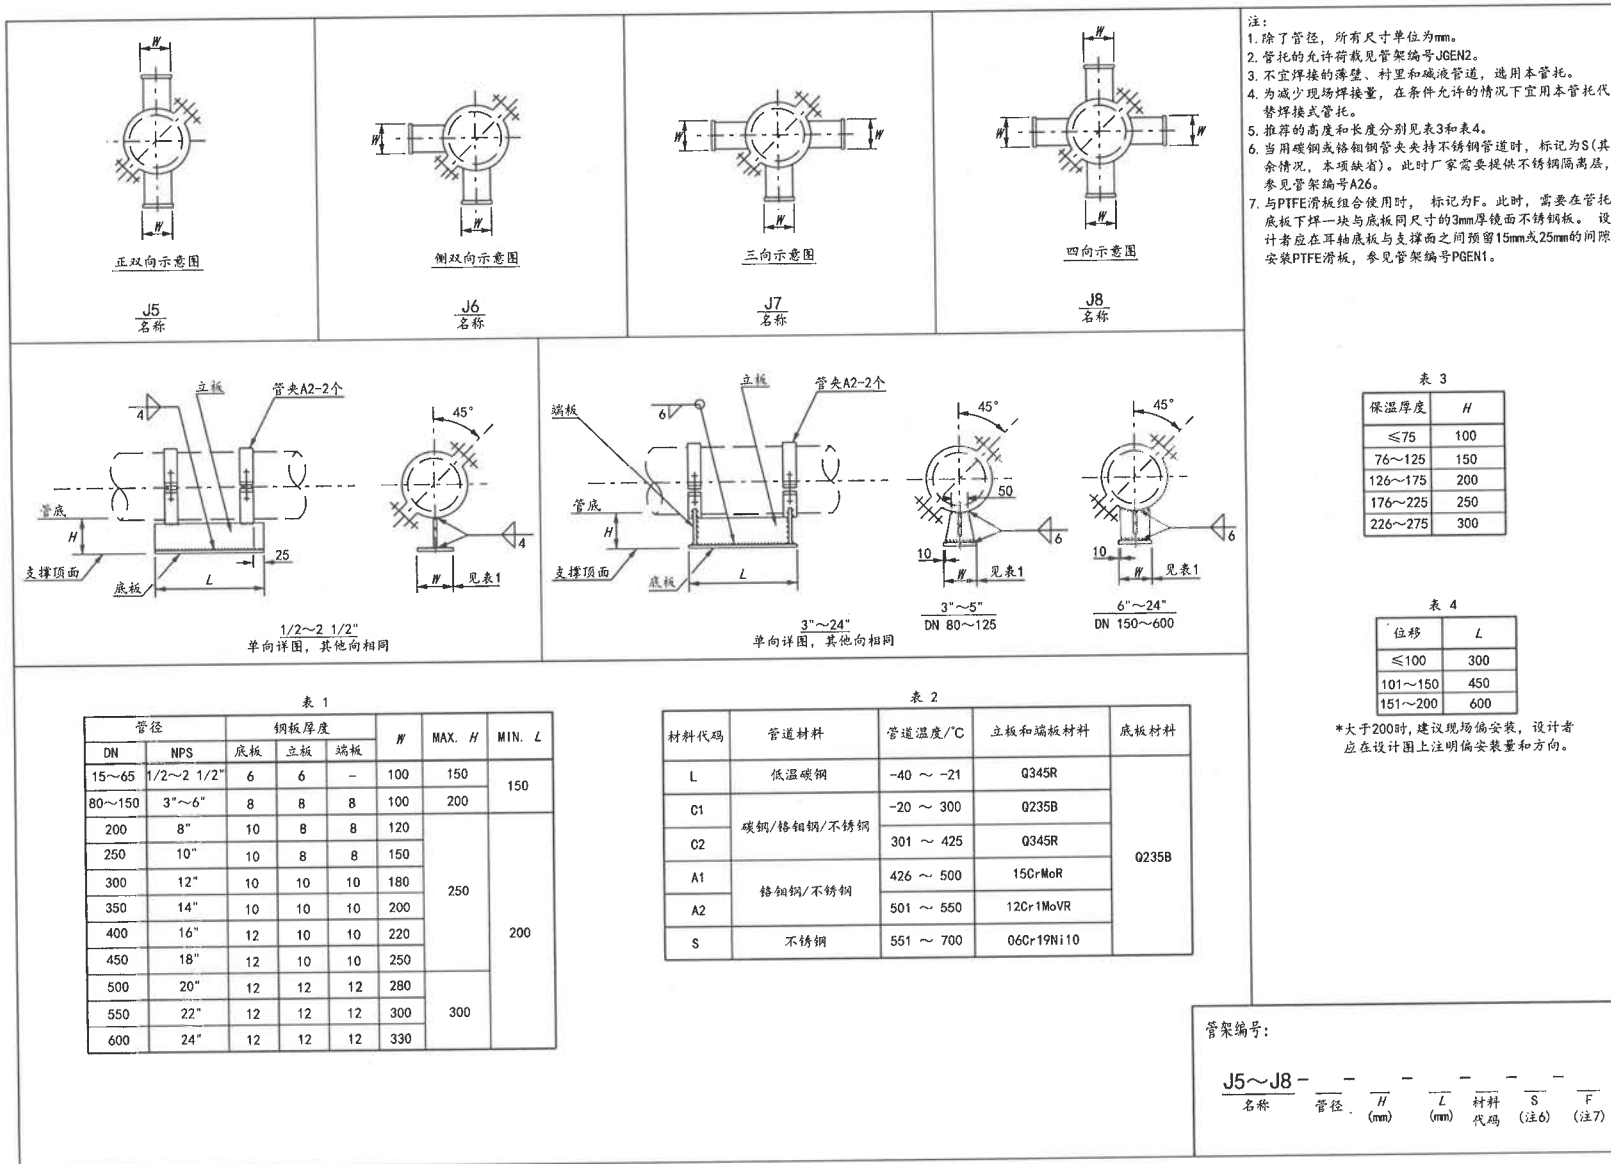 W
W
正双向示意图
J5
名称
W
W
侧双向示意图
J6
名称
W
W
W
三向示意图
J7
名称
W
W
W
W
四向示意图
J8
名称
注:
1. 除了管径，所有尺寸单位为mm。
2. 管托的允许荷载见管架编号JGEN2。
3. 不宜焊接的薄壁、衬里和碱液管道，选用本管托。
4. 为减少现场焊接量，在条件允许的情况下宜用本管托代
替焊接式管托。
5. 推荐的高度和长度分别见表3和表4。
6. 当用碳钢或铬钼钢管夹夹持不锈钢管道时，标记为S(其
余情况，本项缺省)。此时厂家需要提供不锈钢隔离层，
参见管架编号A26。
7. 与PTFE滑板组合使用时， 标记为F。此时，需要在管托
底板下焊一块与底板同尺寸的3mm厚镜面不锈钢板。 设
计者应在耳轴底板与支撑面之间预留15mm或25mm的间隙
安装PTFE滑板，参见管架编号PGEN1。
立板
管夹A2-2个
4
45°
管底
H
支撑顶面
底板
L
25
4
W
见表1
1/2～2 1/2"
单向详图，其他向相同
端板
立板
管夹A2-2个
6
管底
H
支撑顶面
底板
L
3"～24"
单向详图，其他向相同
45°
50
6
10
W
见表1
3"～5"
DN 80～125
45°
6
10
W
见表1
6"～24"
DN 150～600
表 3
保温厚度 H
≤75 100
76～125 150
126～175 200
176～225 250
226～275 300
表 4
位移 L
≤100 300
101～150 450
151～200 600
*大于200时，建议现场偏安装，设计者
应在设计图上注明偏安装量和方向。
表 1
管径 钢板厚度 W MAX. H MIN. L
DN NPS 底板 立板 端板
15～65 1/2～2 1/2" 6 6 - 100 150 150
80～150 3"～6" 8 8 8 100 200
200 8" 10 8 8 120 250 200
250 10" 10 8 8 150
300 12" 10 10 10 180
350 14" 10 10 10 200
400 16" 12 10 10 220
450 18" 12 10 10 250
500 20" 12 12 12 280 300
550 22" 12 12 12 300
600 24" 12 12 12 330
表 2
材料代码 管道材料 管道温度/℃ 立板和端板材料 底板材料
L 低温碳钢 -40 ～ -21 Q345R Q235B
C1 碳钢/铬钼钢/不锈钢 -20 ～ 300 Q235B
C2 301 ～ 425 Q345R
A1 铬钼钢/不锈钢 426 ～ 500 15CrMoR
A2 501 ～ 550 12Cr1MoVR
S 不锈钢 551 ～ 700 06Cr19Ni10
管架编号:
J5～J8 - - - - - -
名称 管径 H L 材料 S F
(mm) (mm) 代码 (注6) (注7)